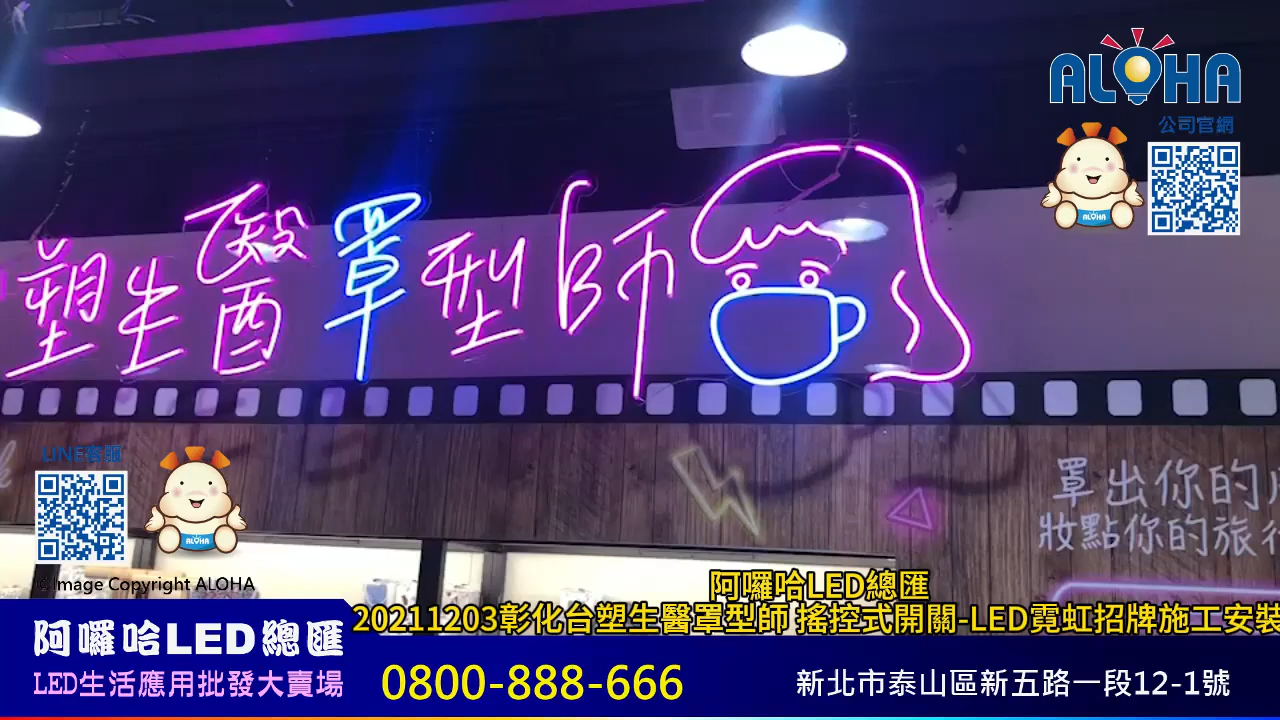 ALOHA
公司官網
ALOHA
塑生醫罩型師
罩出你的
妝點你的旅行
LINE客服
ALOHA
©Image Copyright ALOHA
阿囉哈LED總匯
20211203彰化台塑生醫罩型師 搖控式開關-LED霓虹招牌施工安裝
阿囉哈LED總匯
LED生活應用批發大賣場
0800-888-666
新北市泰山區新五路一段12-1號